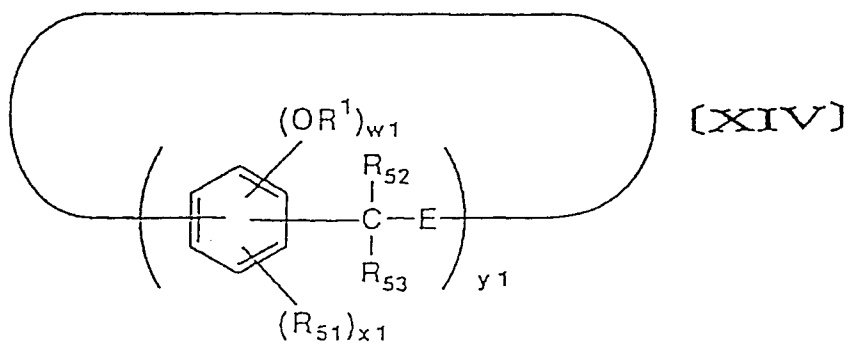 (OR¹)w1
[XIV]
R52
C—E
R53
y1
(R51)x1